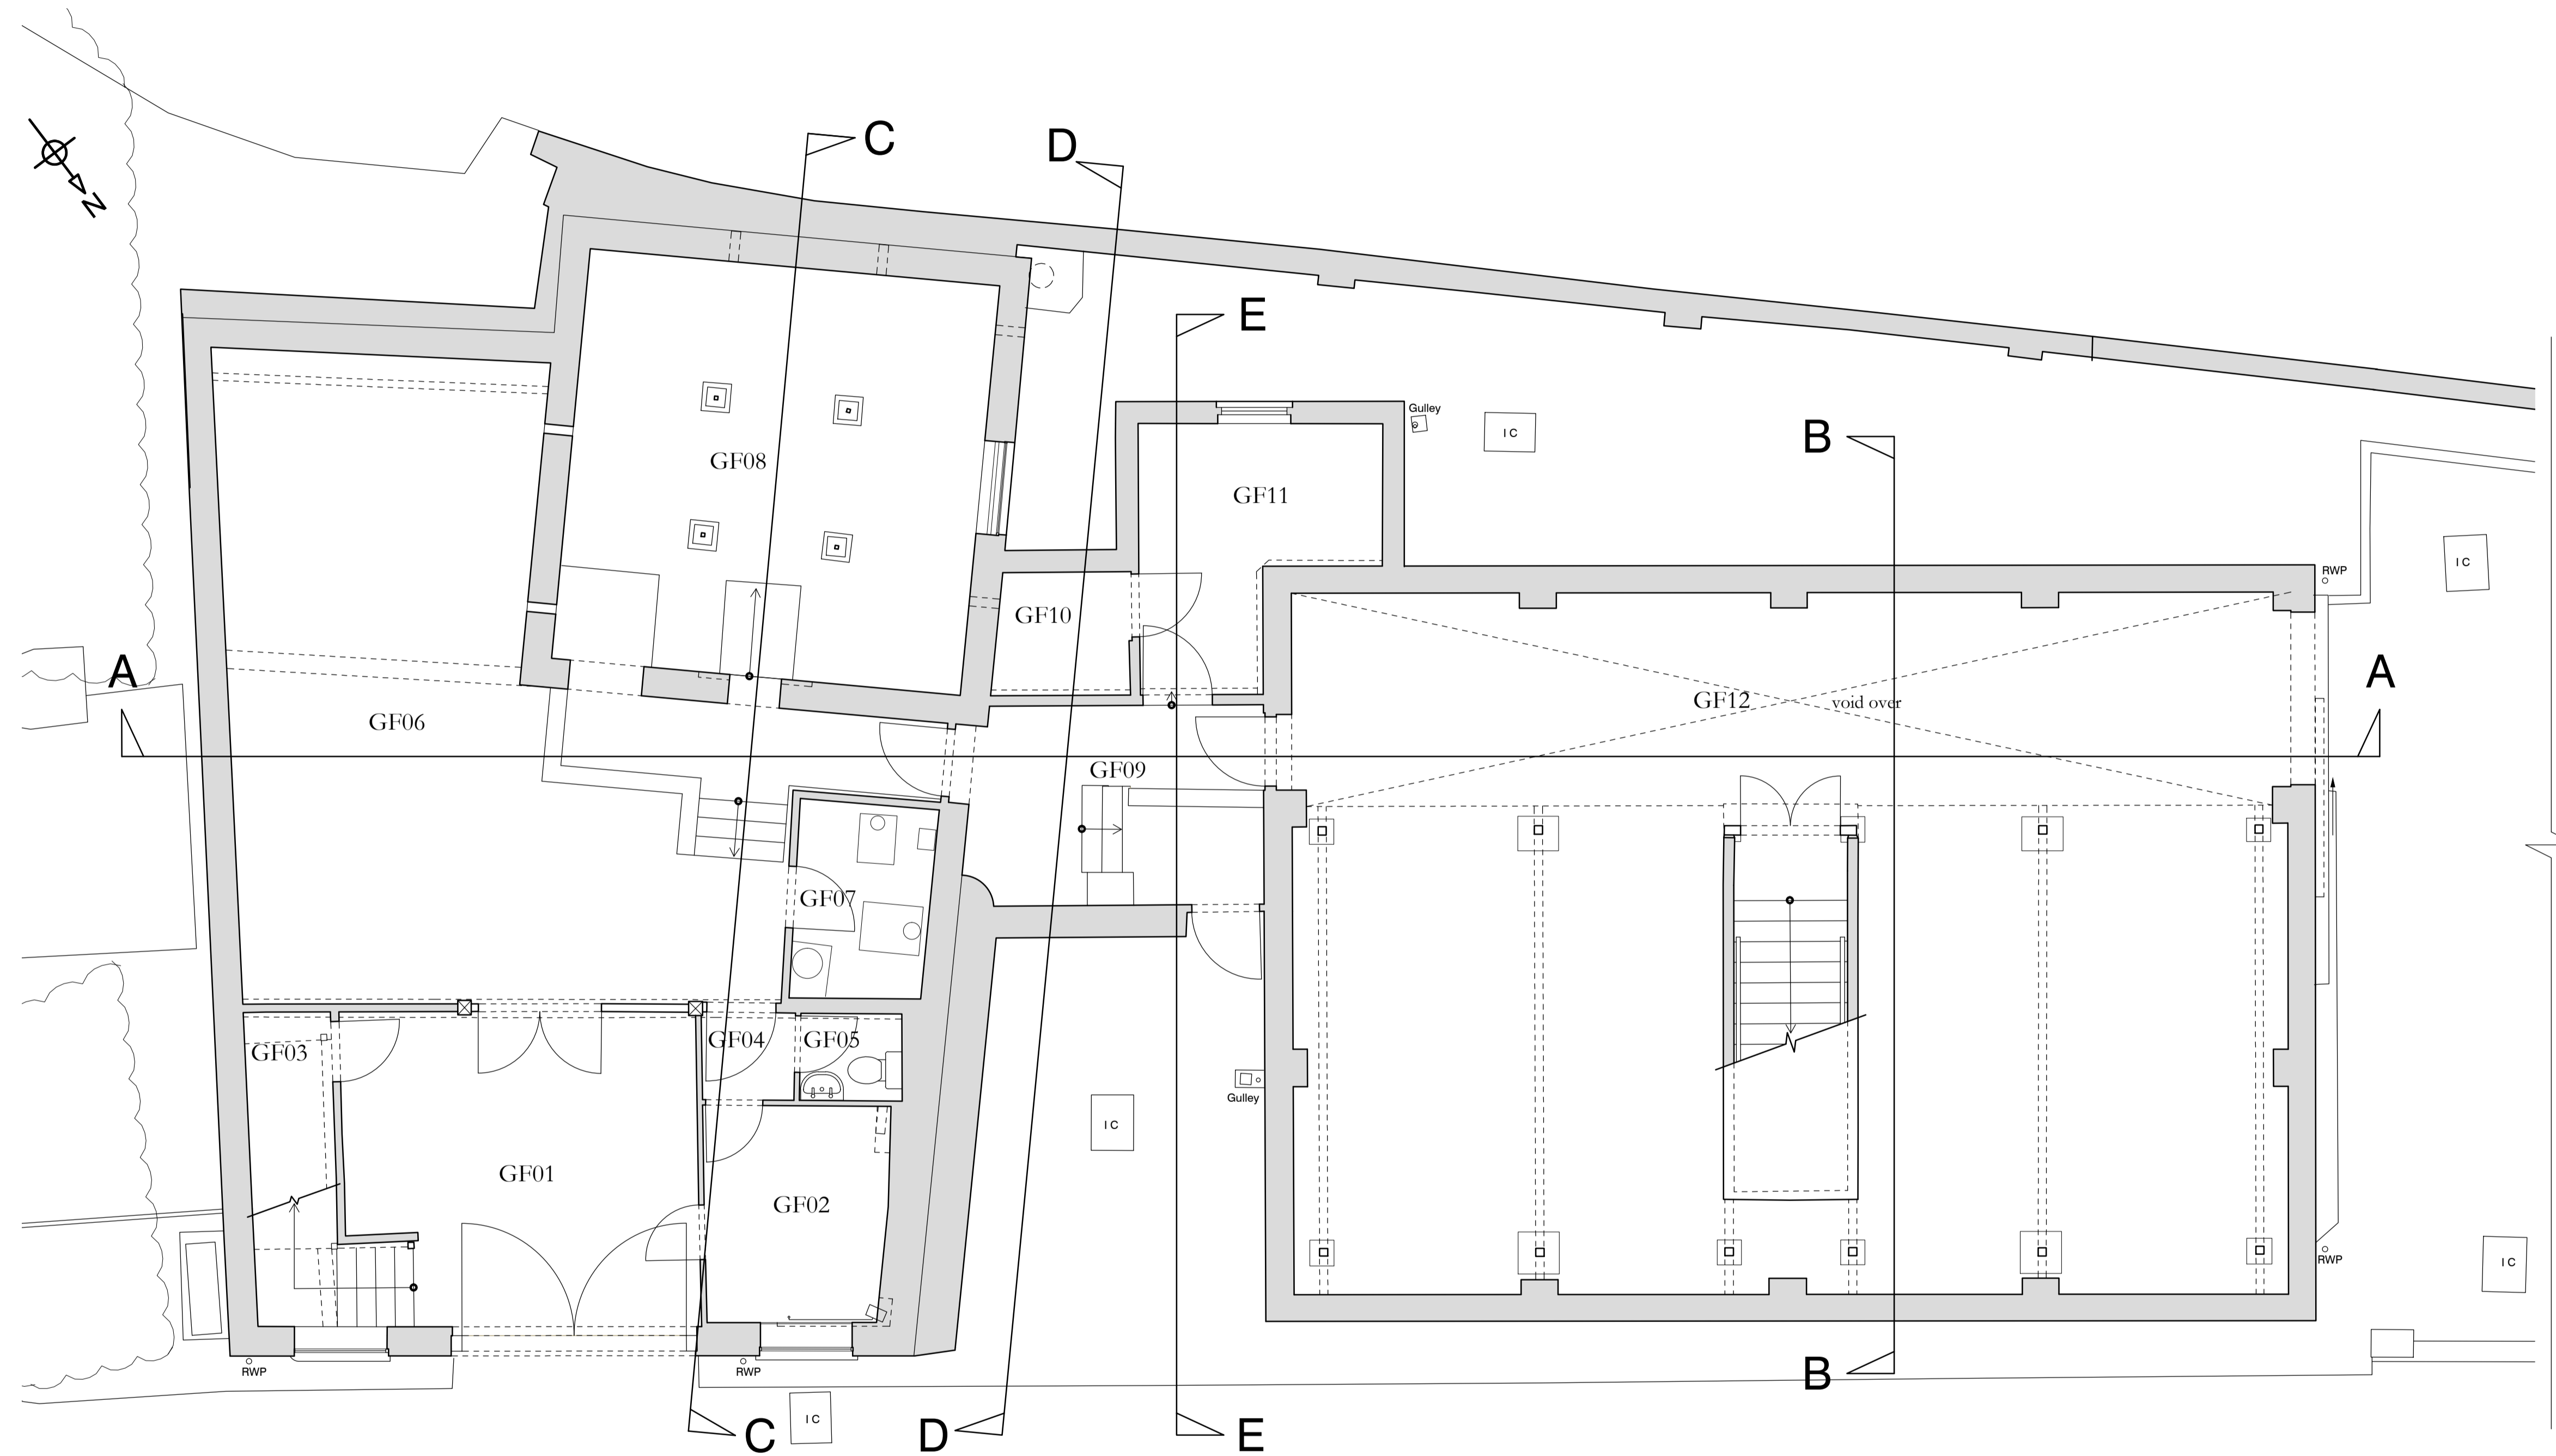 C
D
N
E
Gulley
I C
B
GF08
GF11
I C
RWP
GF10
A
A
GF12
void over
GF06
GF09
GF07
GF04
GF05
GF03
Gulley
I C
GF01
GF02
RWP
I C
RWP
RWP
B
I C
C
D
E